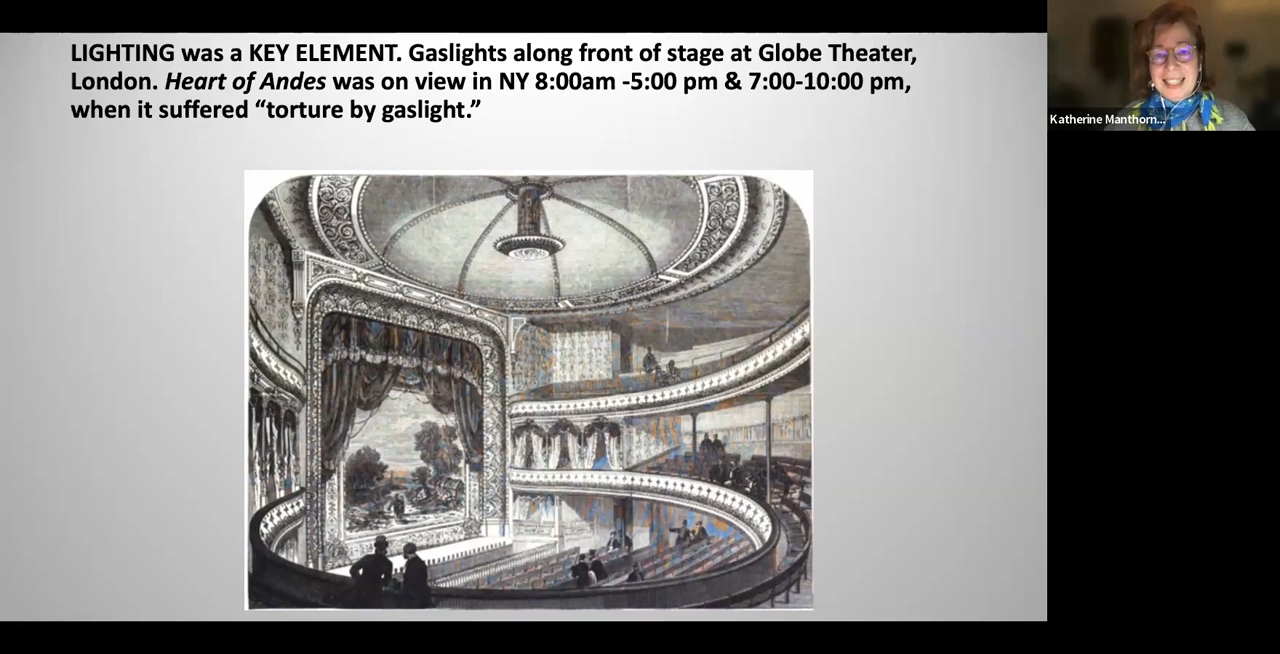 LIGHTING was a KEY ELEMENT. Gaslights along front of stage at Globe Theater,
London. Heart of Andes was on view in NY 8:00am -5:00 pm & 7:00-10:00 pm,
when it suffered “torture by gaslight.”
Katherine Manthorn...